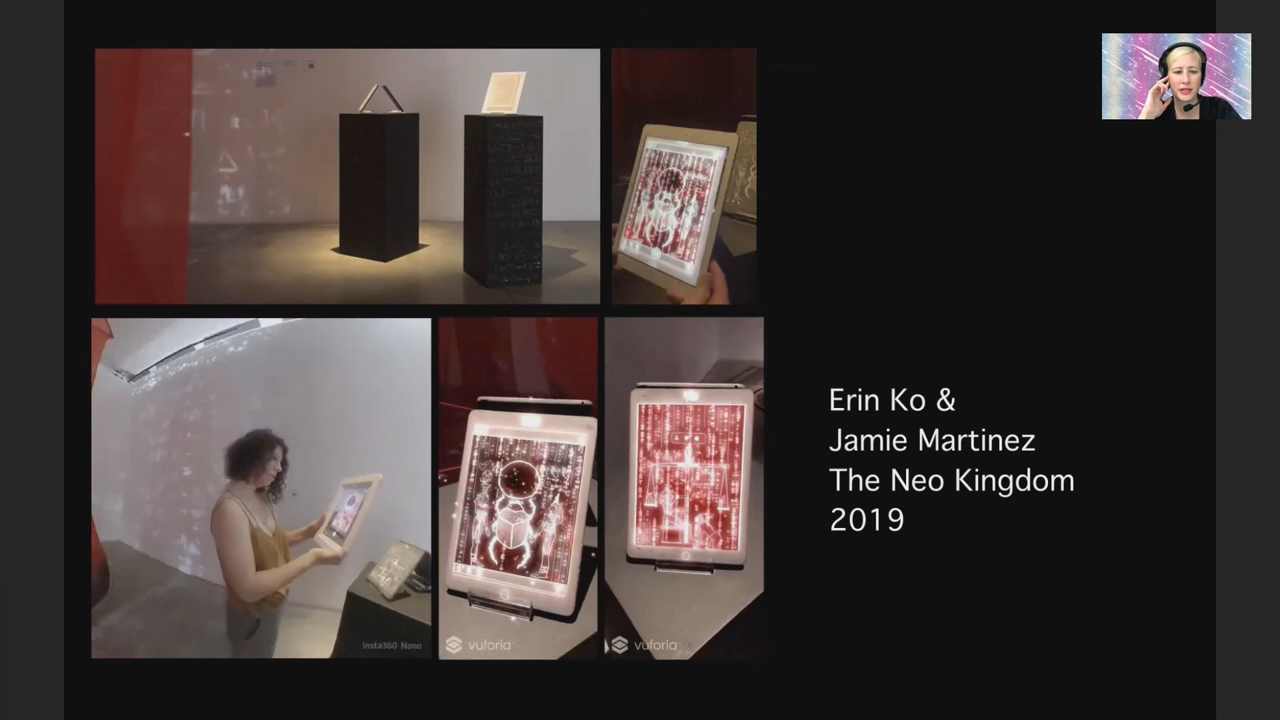 Insta360 Nano
vuforia
vuforia
Erin Ko &
Jamie Martinez
The Neo Kingdom
2019